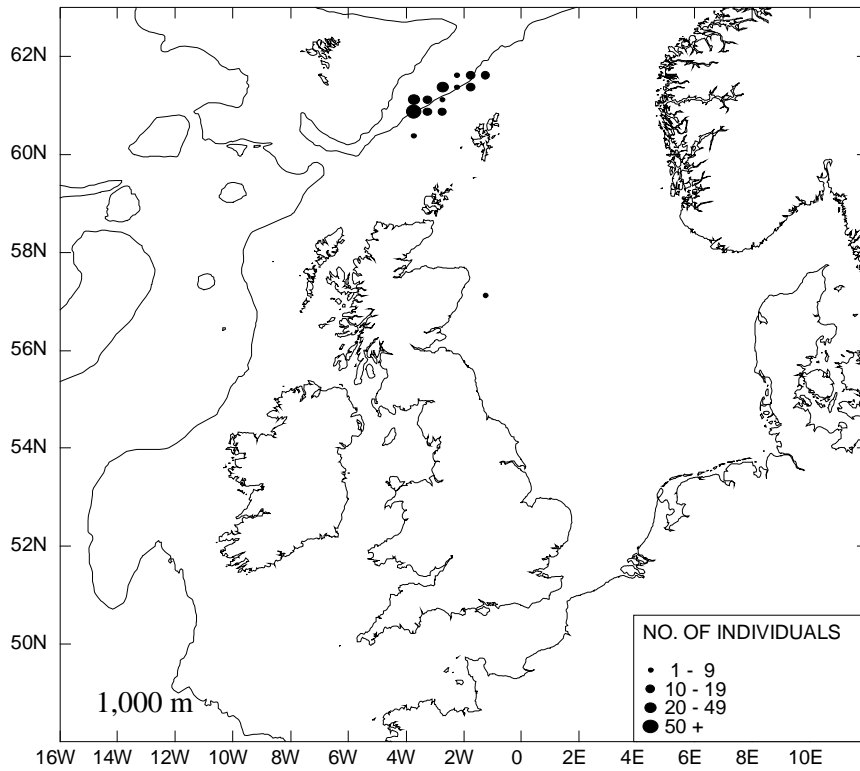 62N
60N
58N
56N
54N
52N
50N
1,000 m
NO. OF INDIVIDUALS
1 - 9
10 - 19
20 - 49
50 +
16W 14W 12W 10W 8W 6W 4W 2W 0 2E 4E 6E 8E 10E